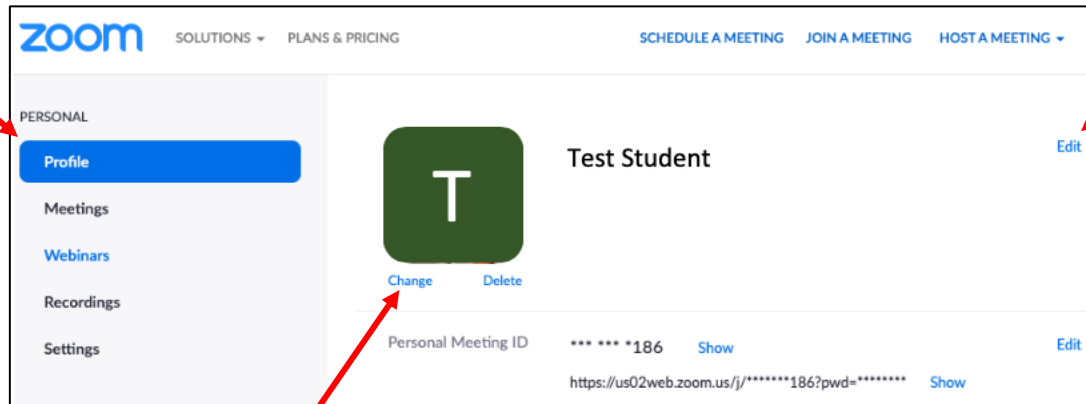 zoom SOLUTIONS PLANS & PRICING SCHEDULE A MEETING JOIN A MEETING HOST A MEETING
PERSONAL
Profile
Meetings
Webinars
Recordings
Settings
T
Test Student
Edit
Change Delete
Personal Meeting ID *** *** *186 Show Edit
https://us02web.zoom.us/j/*******186?pwd=******** Show